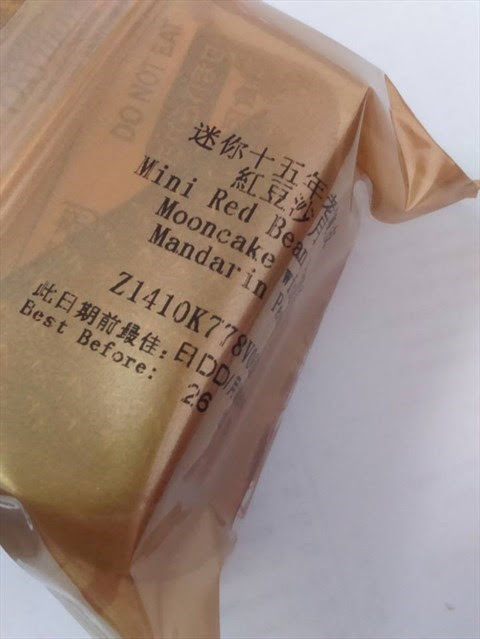 DO NOT EAT
迷你十五年
紅豆沙
Mini Red Bean
Mooncake
Mandarin
Z1410K778
此日期前最佳: 日DD/月
Best Before: 26